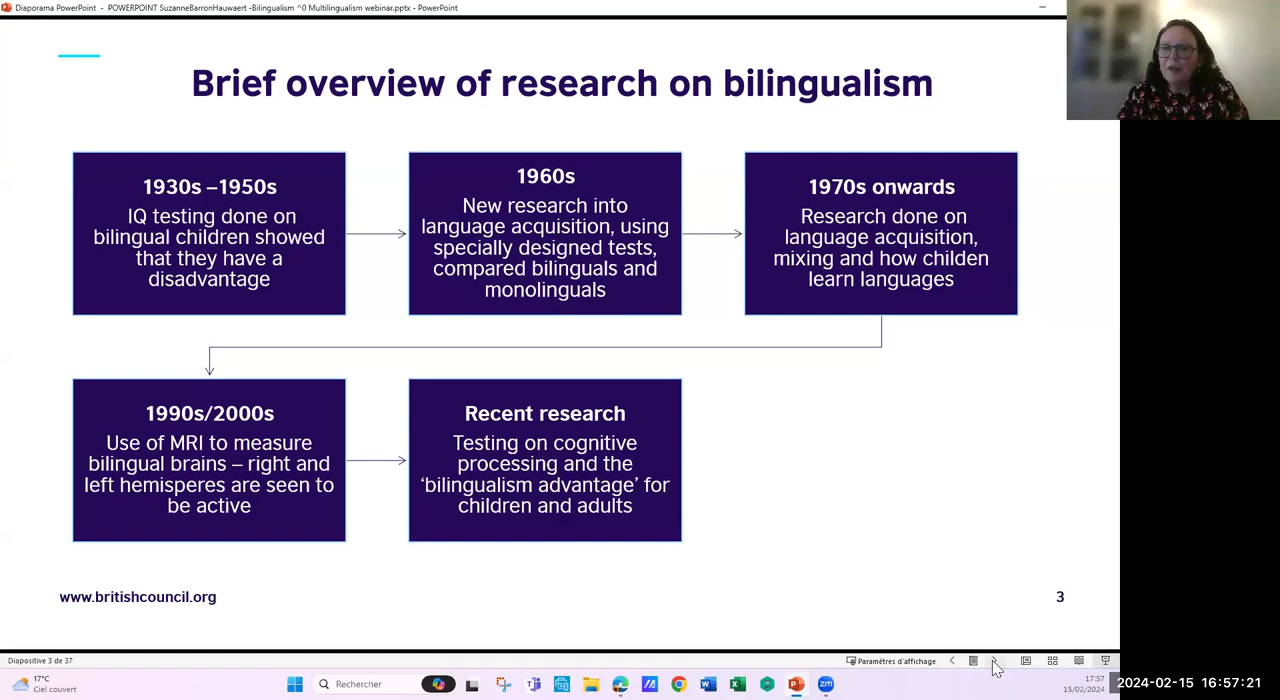 Diaporama PowerPoint - POWERPOINT SuzanneBarronHauwaert -Bilingualism ^0 Multilingualism webinar.pptx - PowerPoint
Brief overview of research on bilingualism
1930s –1950s
IQ testing done on
bilingual children showed
that they have a
disadvantage
1960s
New research into
language acquisition, using
specially designed tests,
compared bilinguals and
monolinguals
1970s onwards
Research done on
language acquisition,
mixing and how childen
learn languages
1990s/2000s
Use of MRI to measure
bilingual brains – right and
left hemisperes are seen to
be active
Recent research
Testing on cognitive
processing and the
‘bilingualism advantage’ for
children and adults
www.britishcouncil.org
3
Diapositive 3 de 37
Paramètres d'affichage
17°C
Ciel couvert
Rechercher
zm
17:57
15/02/2024
2024-02-15 16:57:21